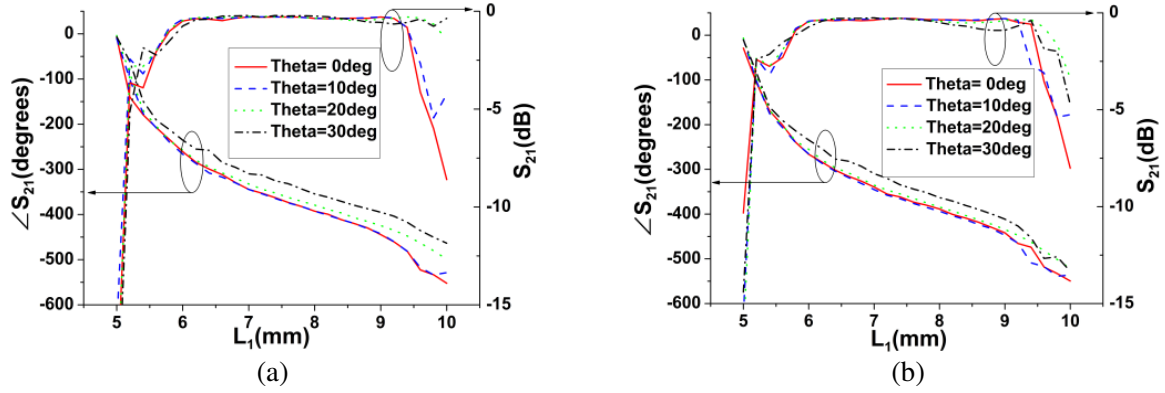 0
-100
-200
-300
-400
-500
-600
∠S21(degrees)
5 6 7 8 9 10
L1(mm)
0
-5
-10
-15
S21(dB)
Theta= 0deg
Theta=10deg
Theta=20deg
Theta=30deg
(a)
0
-100
-200
-300
-400
-500
-600
∠S21(degrees)
5 6 7 8 9 10
L1(mm)
0
-5
-10
-15
S21(dB)
Theta= 0deg
Theta=10deg
Theta=20deg
Theta=30deg
(b)